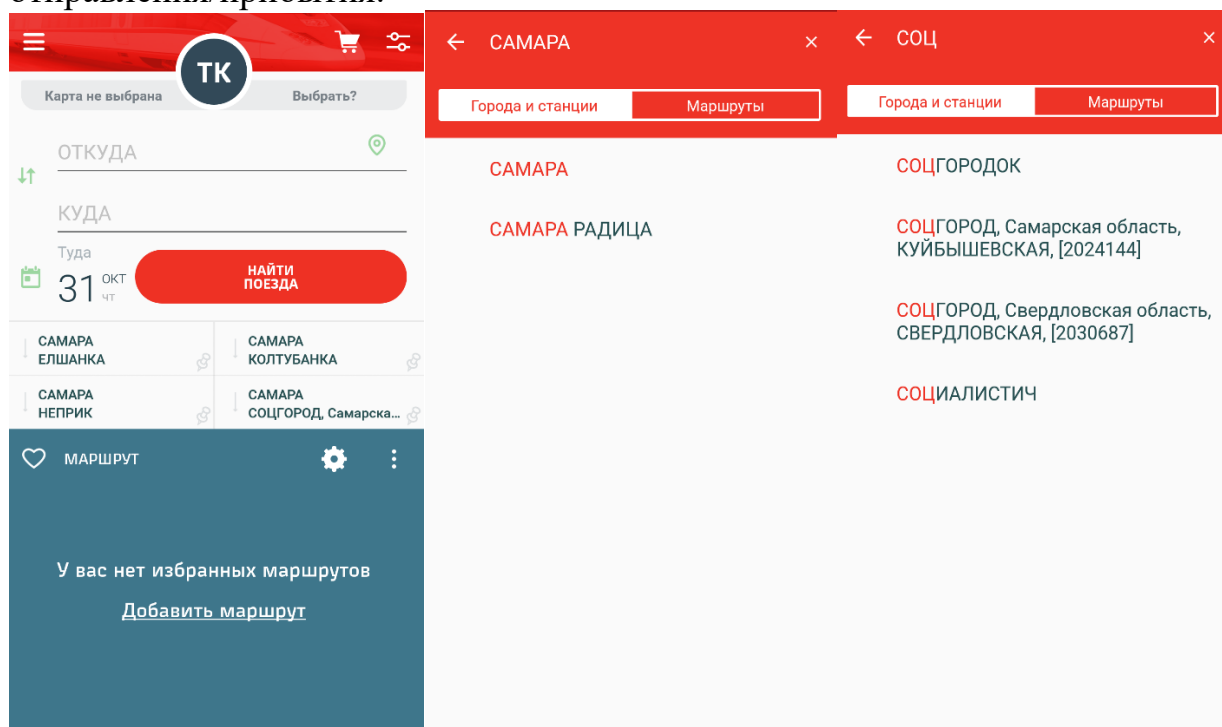 отправления/прибытия:
ТК
Карта не выбрана
Выбрать?
ОТКУДА
КУДА
Туда
31 ОКТ
ЧТ
НАЙТИ
ПОЕЗДА
САМАРА
ЕЛШАНКА
САМАРА
КОЛТУБАНКА
САМАРА
НЕПРИК
САМАРА
СОЦГОРОД, Самарска...
МАРШРУТ
У вас нет избранных маршрутов
Добавить маршрут
САМАРА
Города и станции
Маршруты
САМАРА
САМАРА РАДИЦА
СОЦ
Города и станции
Маршруты
СОЦГОРОДОК
СОЦГОРОД, Самарская область,
КУЙБЫШЕВСКАЯ, [2024144]
СОЦГОРОД, Свердловская область,
СВЕРДЛОВСКАЯ, [2030687]
СОЦИАЛИСТИЧ